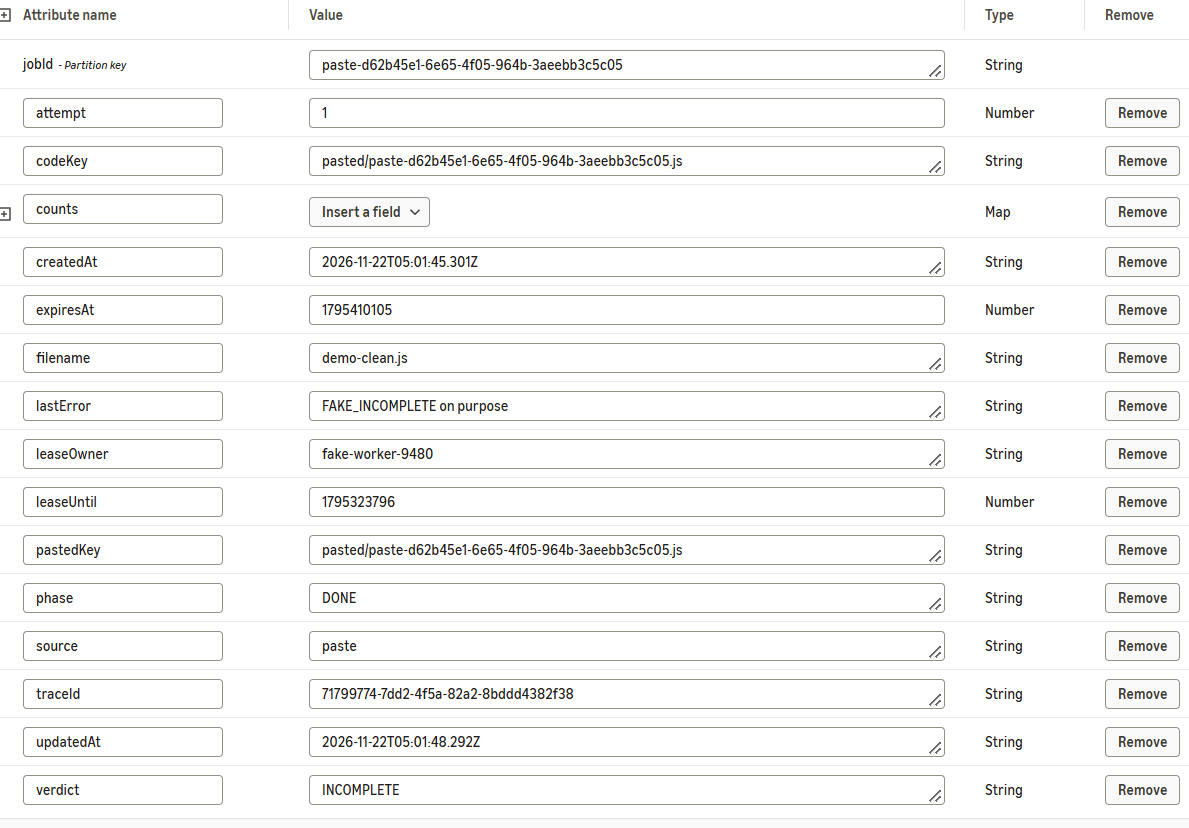 Attribute name Value Type Remove
jobId - Partition key paste-d62b45e1-6e65-4f05-964b-3aeebb3c5c05 String
attempt 1 Number Remove
codeKey pasted/paste-d62b45e1-6e65-4f05-964b-3aeebb3c5c05.js String Remove
counts Insert a field Map Remove
createdAt 2026-11-22T05:01:45.301Z String Remove
expiresAt 1795410105 Number Remove
filename demo-clean.js String Remove
lastError FAKE_INCOMPLETE on purpose String Remove
leaseOwner fake-worker-9480 String Remove
leaseUntil 1795323796 Number Remove
pastedKey pasted/paste-d62b45e1-6e65-4f05-964b-3aeebb3c5c05.js String Remove
phase DONE String Remove
source paste String Remove
traceId 71799774-7dd2-4f5a-82a2-8bddd4382f38 String Remove
updatedAt 2026-11-22T05:01:48.292Z String Remove
verdict INCOMPLETE String Remove